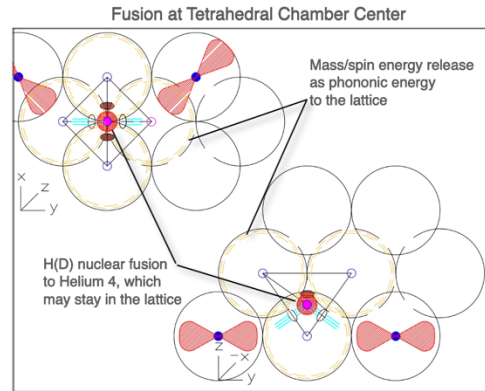 Fusion at Tetrahedral Chamber Center
Mass/spin energy release
as phononic energy
to the lattice
x
z
y
H(D) nuclear fusion
to Helium 4, which
may stay in the lattice
z
-x
y